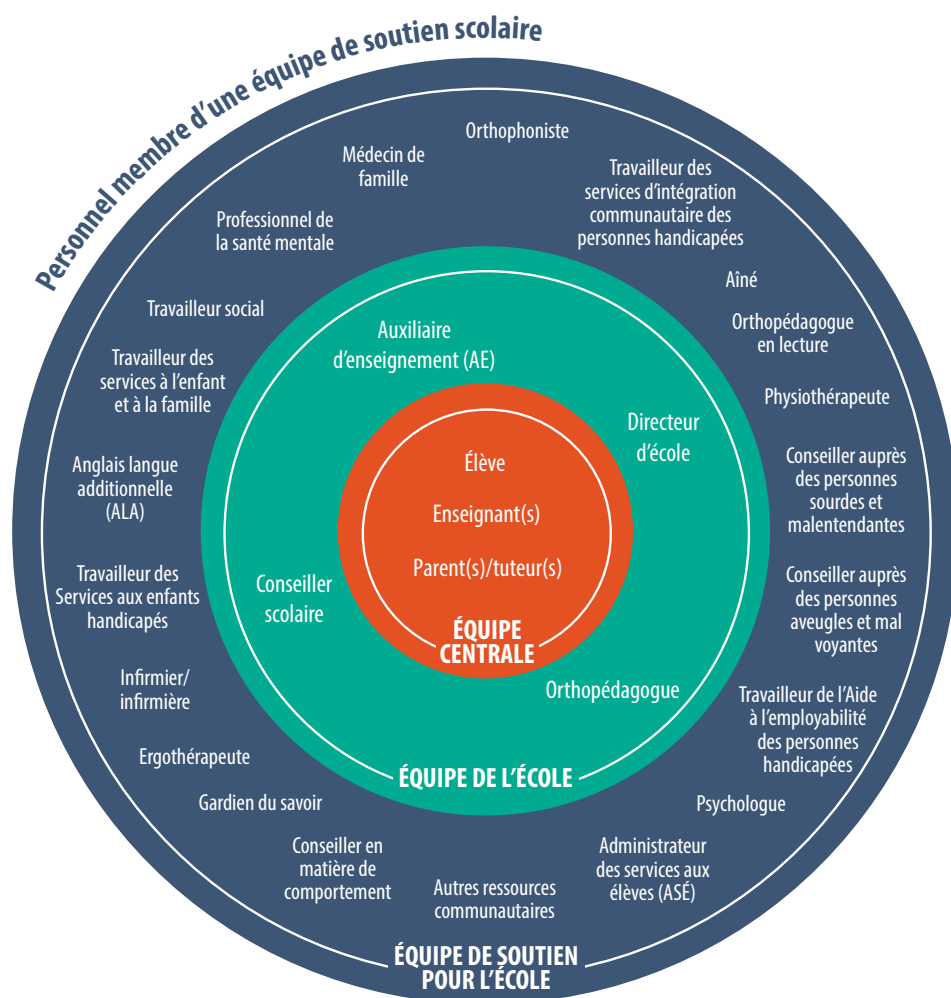 Personnel membre d'une équipe de soutien scolaire
Orthophoniste
Médecin de
famille
Travailleur des
services d'intégration
communautaire des
personnes handicapées
Professionnel de
la santé mentale
Aîné
Travailleur social
Orthopédagogue
en lecture
Travailleur des
services à l'enfant
et à la famille
Physiothérapeute
Anglais langue
additionnelle
(ALA)
Conseiller auprès
des personnes
sourdes et
malentendantes
Travailleur des
Services aux enfants
handicapés
Conseiller auprès
des personnes
aveugles et mal
voyantes
Infirmier/
infirmière
Travailleur de l'Aide
à l'employabilité
des personnes
handicapées
Ergothérapeute
Psychologue
Gardien du savoir
Administrateur
des services aux
élèves (ASÉ)
Conseiller en
matière de
comportement
Autres ressources
communautaires
ÉQUIPE DE SOUTIEN
POUR L'ÉCOLE
Auxiliaire
d'enseignement (AE)
Directeur
d'école
Conseiller
scolaire
Orthopédagogue
ÉQUIPE DE L'ÉCOLE
Élève
Enseignant(s)
Parent(s)/tuteur(s)
ÉQUIPE
CENTRALE